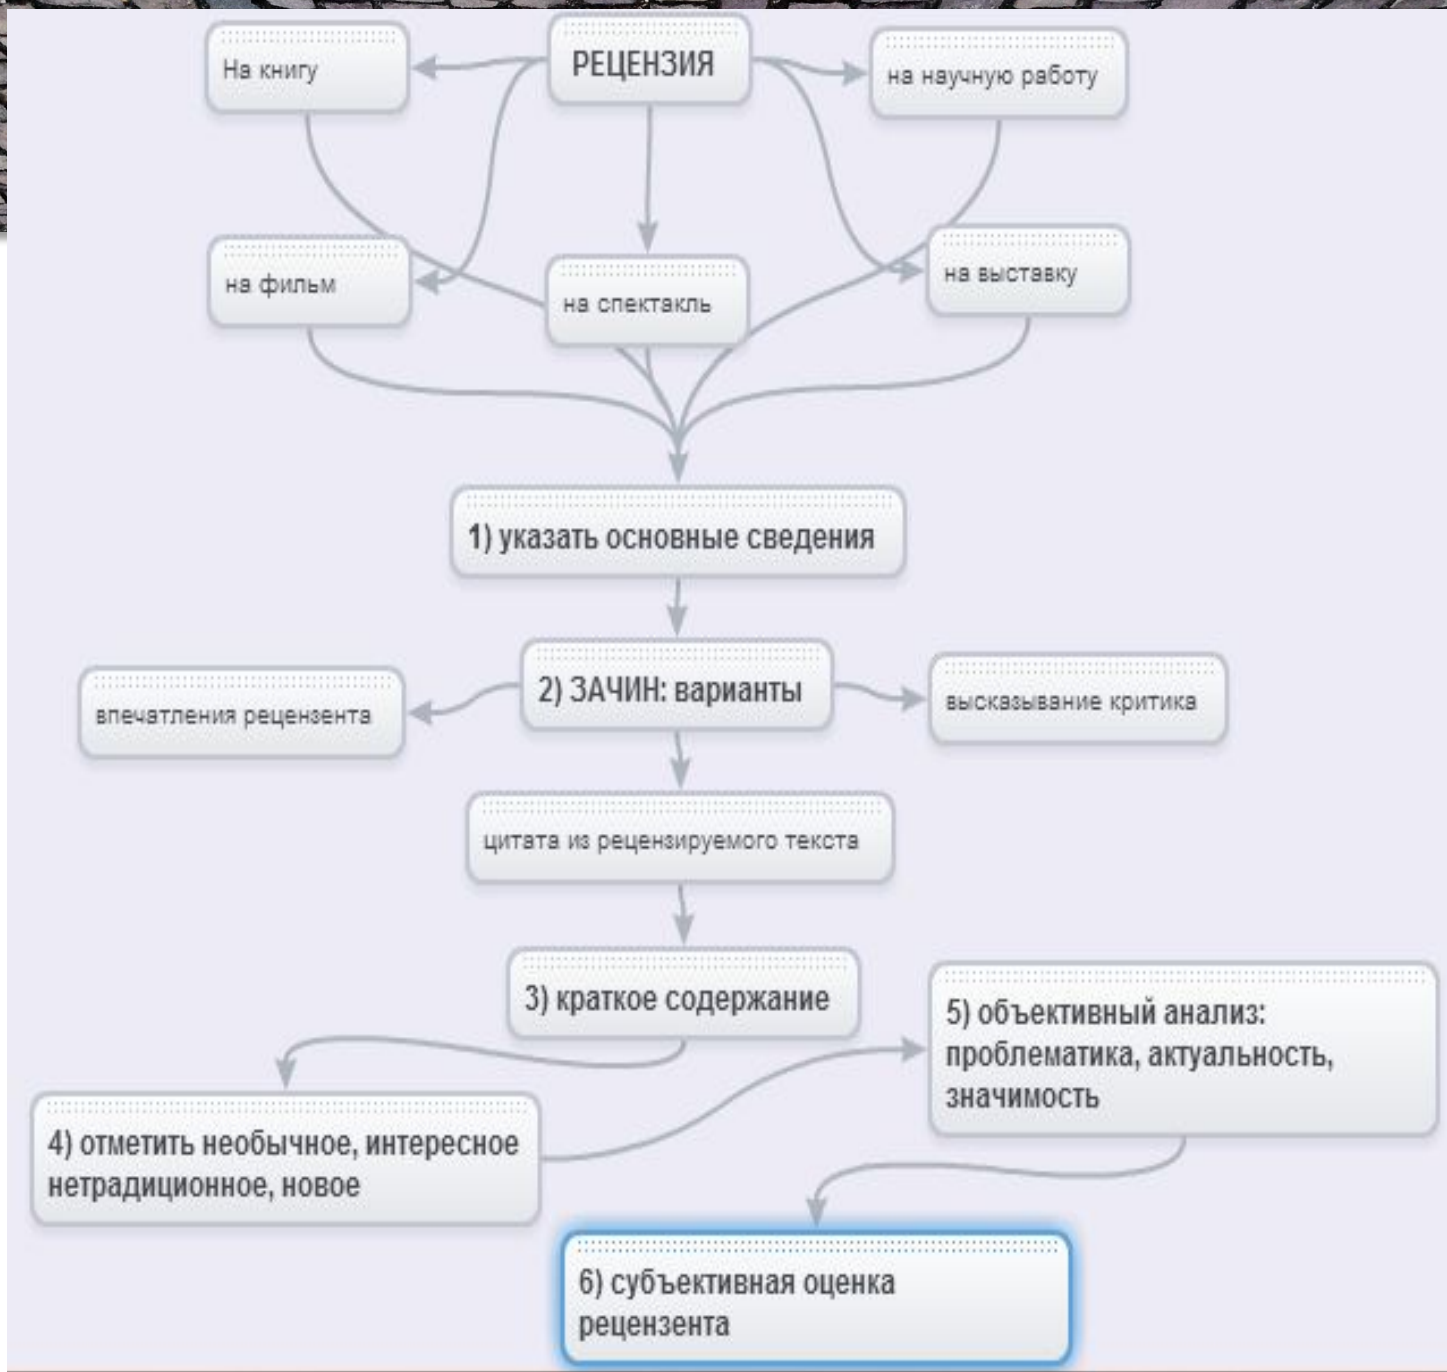 РЕЦЕНЗИЯ
На книгу
на научную работу
на фильм
на спектакль
на выставку
1) указать основные сведения
2) ЗАЧИН: варианты
впечатления рецензента
высказывание критика
цитата из рецензируемого текста
3) краткое содержание
4) отметить необычное, интересное
нетрадиционное, новое
5) объективный анализ:
проблематика, актуальность,
значимость
6) субъективная оценка
рецензента